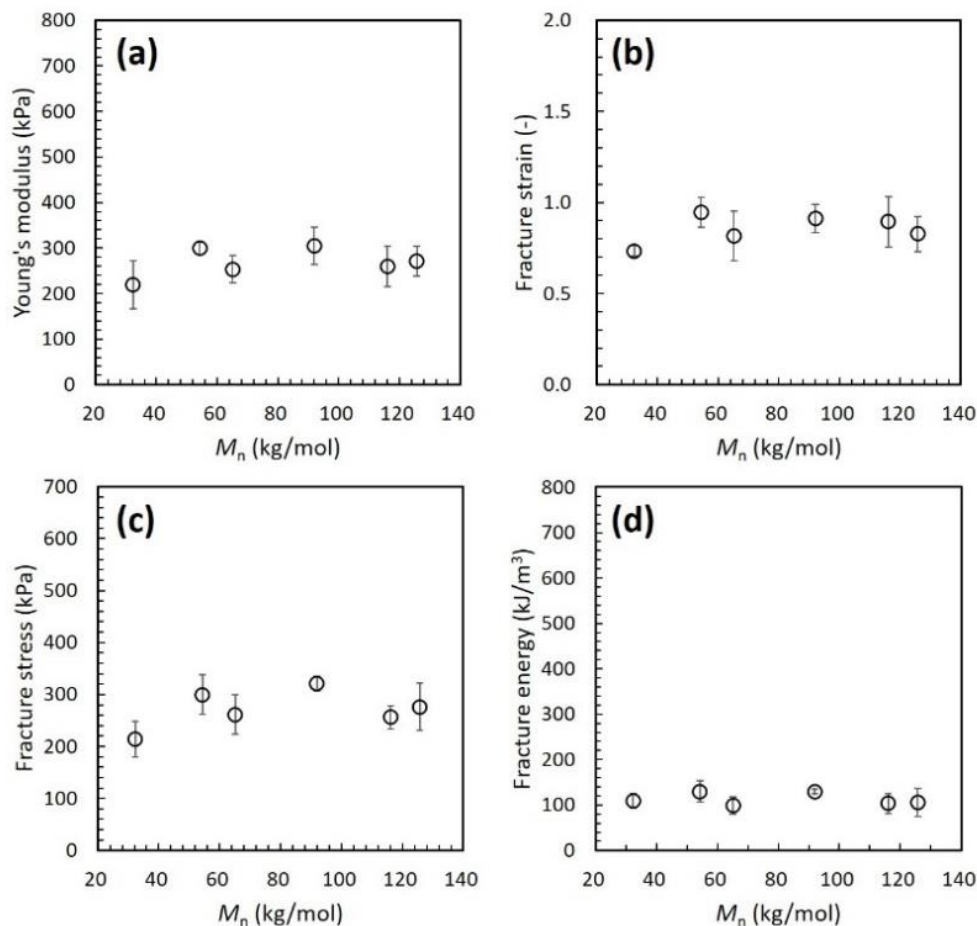 (a)
Young's modulus (kPa)
800
700
600
500
400
300
200
100
0
20 40 60 80 100 120 140
Mn (kg/mol)
(b)
Fracture strain (-)
2.0
1.5
1.0
0.5
0.0
20 40 60 80 100 120 140
Mn (kg/mol)
(c)
Fracture stress (kPa)
700
600
500
400
300
200
100
0
20 40 60 80 100 120 140
Mn (kg/mol)
(d)
Fracture energy (kJ/m³)
800
700
600
500
400
300
200
100
0
20 40 60 80 100 120 140
Mn (kg/mol)